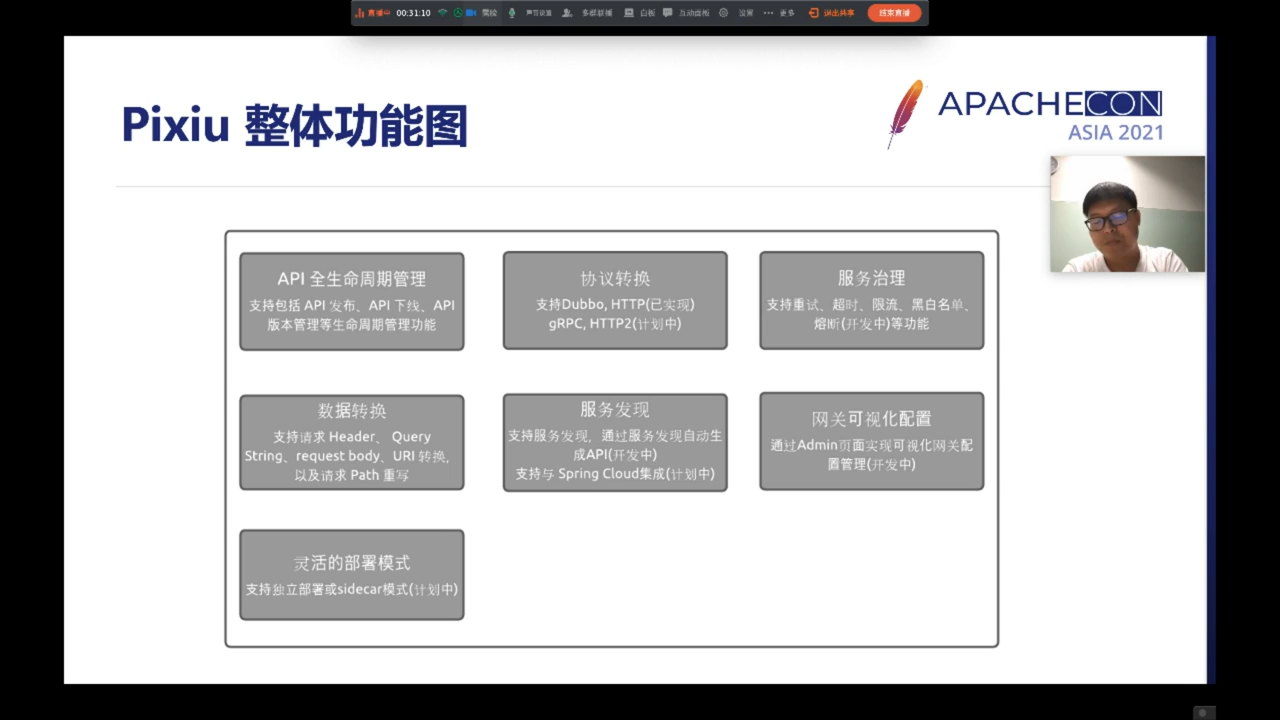 直播中 00:31:10 多群联播 白板 互动面板 设置 更多 退出共享 结束直播
Pixiu 整体功能图
APACHECON
ASIA 2021
API 全生命周期管理
支持包括 API 发布、API 下线、API
版本管理等生命周期管理功能
协议转换
支持Dubbo, HTTP(已实现)
gRPC, HTTP2(计划中)
服务治理
支持重试、超时、限流、黑白名单、
熔断(开发中)等功能
数据转换
支持请求 Header、 Query
String、request body、URI 转换,
以及请求 Path 重写
服务发现
支持服务发现，通过服务发现自动生
成API(开发中)
支持与 Spring Cloud集成(计划中)
网关可视化配置
通过Admin页面实现可视化网关配
置管理(开发中)
灵活的部署模式
支持独立部署或sidecar模式(计划中)